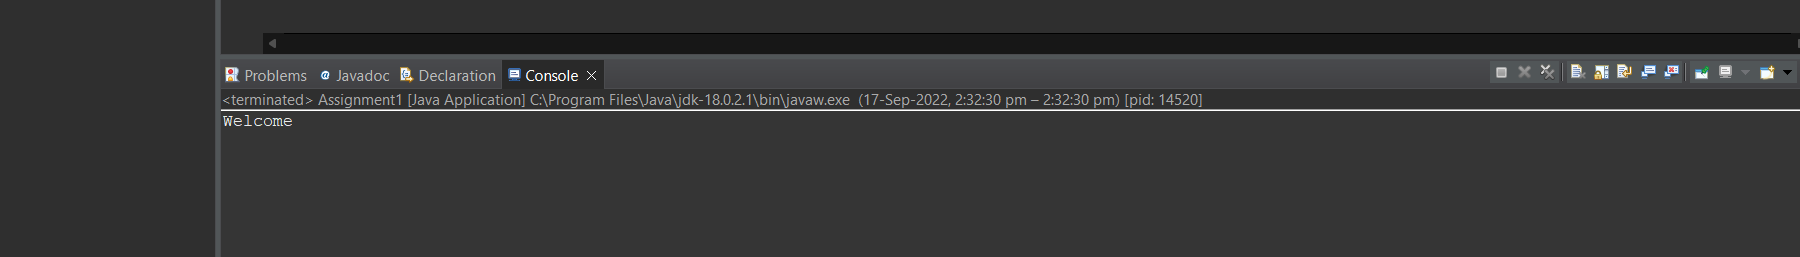 Problems Javadoc Declaration Console
<terminated> Assignment1 [Java Application] C:\Program Files\Java\jdk-18.0.2.1\bin\javaw.exe (17-Sep-2022, 2:32:30 pm – 2:32:30 pm) [pid: 14520]
Welcome